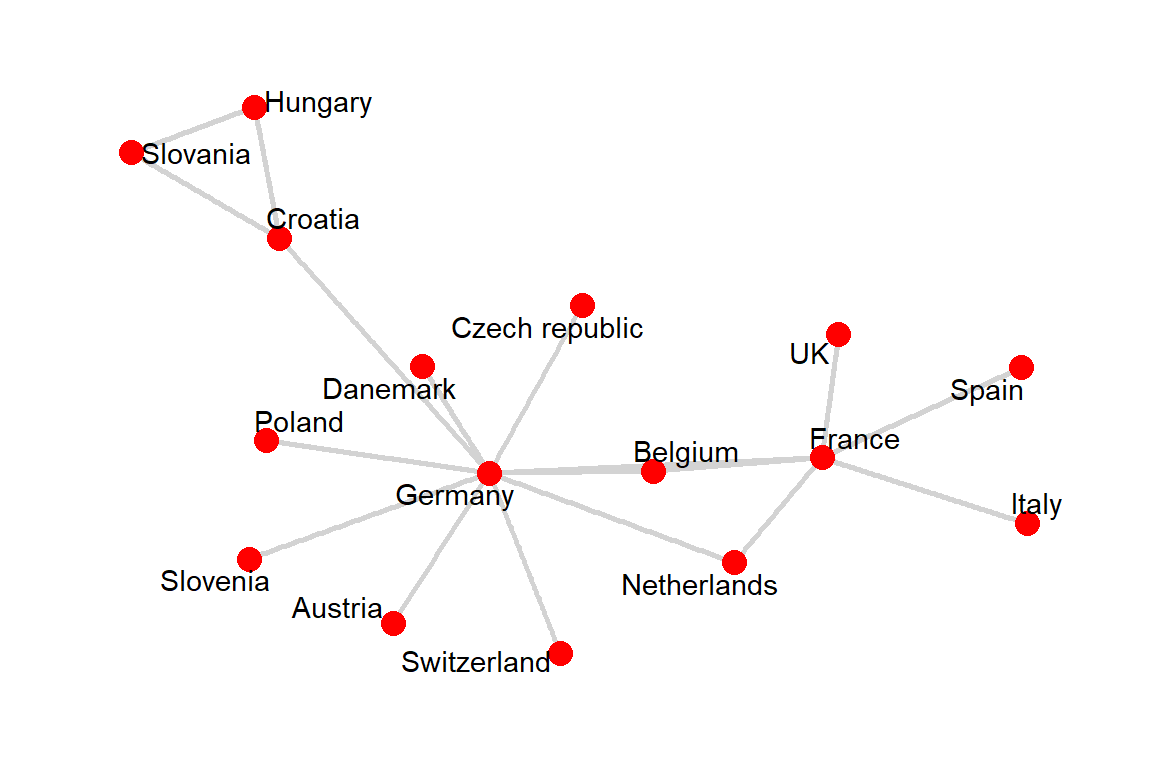 Hungary
Slovania
Croatia
Czech republic
UK
Danemark
Spain
Poland
France
Belgium
Germany
Italy
Slovenia
Netherlands
Austria
Switzerland